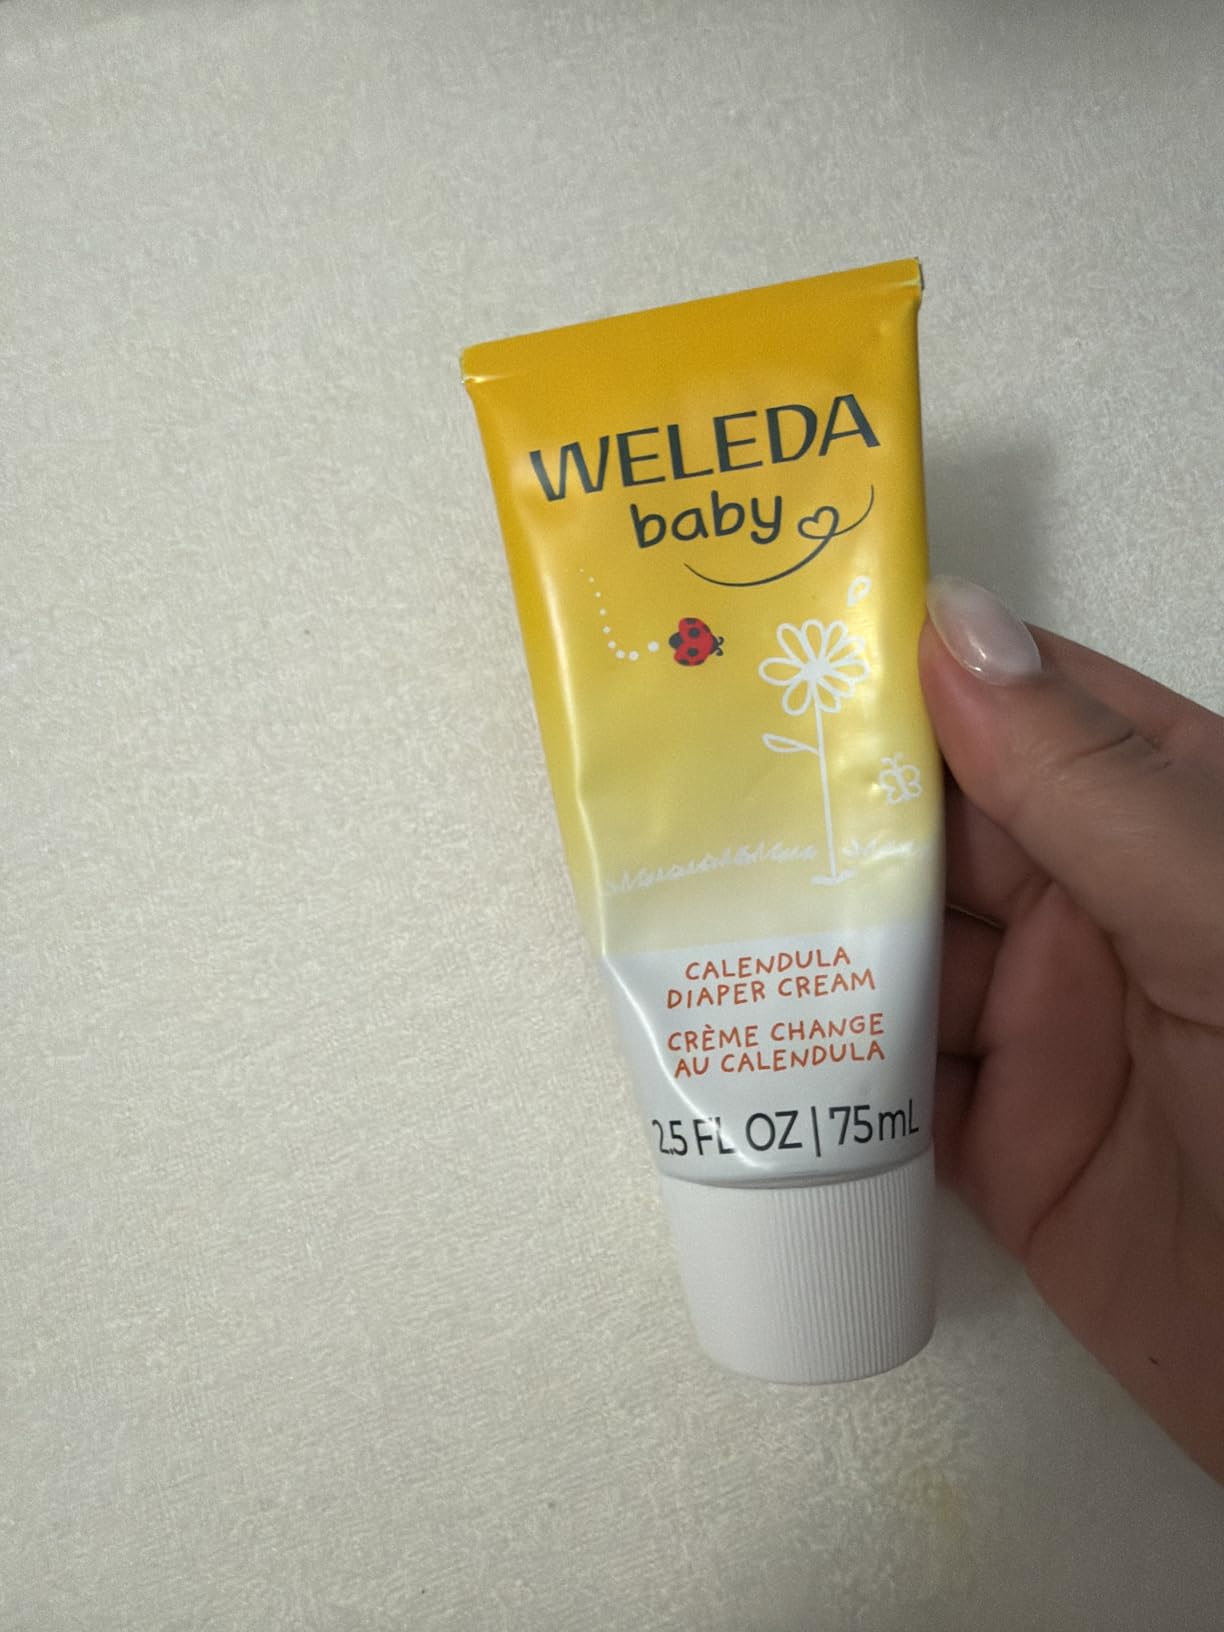 WELEDA
baby
CALENDULA
DIAPER CREAM
CRÈME CHANGE
AU CALENDULA
2.5 FL OZ | 75 mL